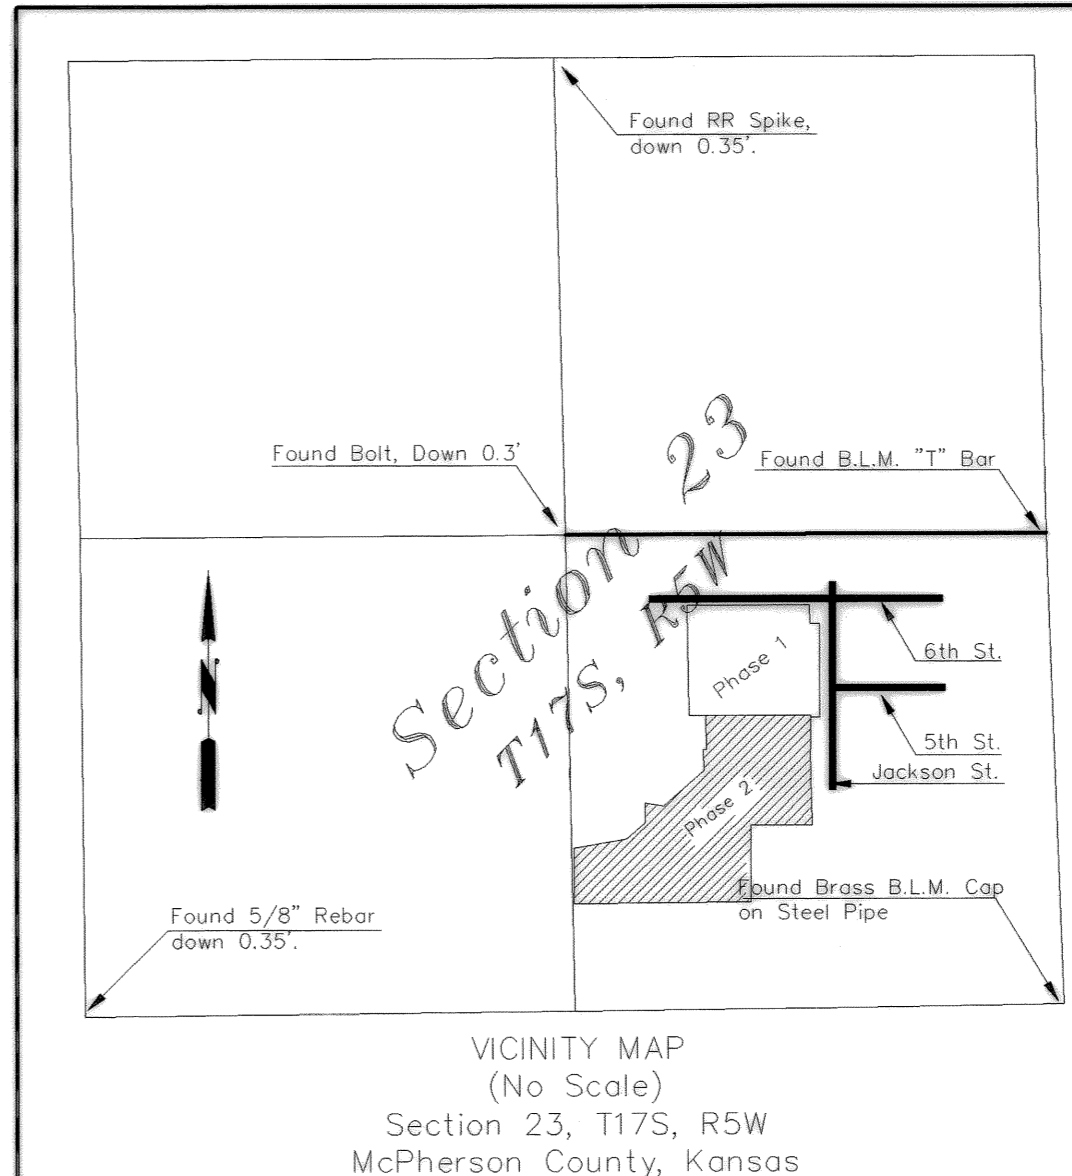 Found RR Spike,
down 0.35'.
Found Bolt, Down 0.3'
Found B.L.M. "T" Bar
Section 23
T17S, R5W
N
6th St.
Phase 1
5th St.
Jackson St.
Phase 2
Found Brass B.L.M. Cap
on Steel Pipe
Found 5/8" Rebar
down 0.35'.
VICINITY MAP
(No Scale)
Section 23, T17S, R5W
McPherson County, Kansas